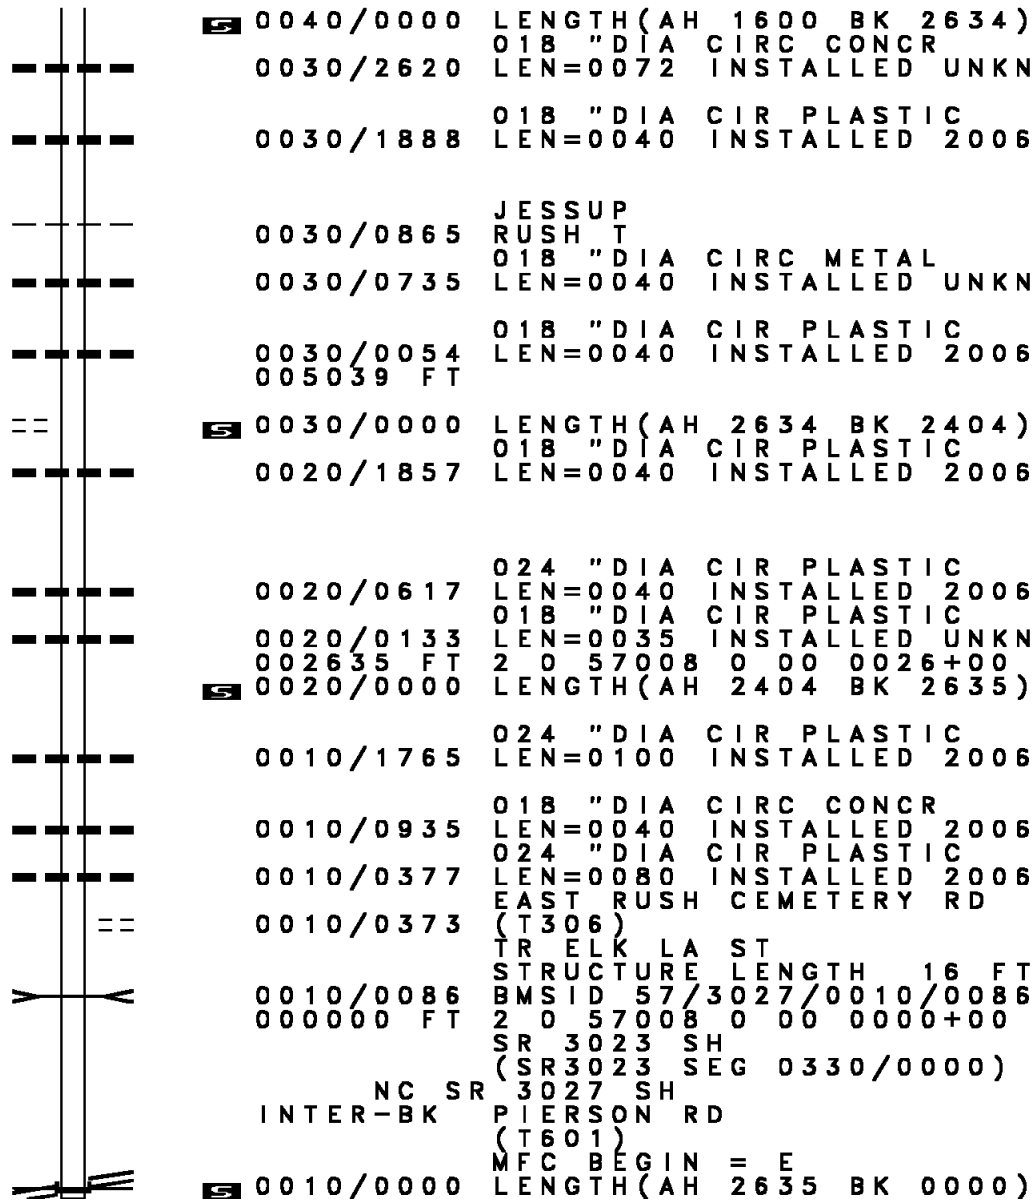 S 0040/0000 LENGTH(AH 1600 BK 2634)
018 "DIA CIRC CONCR
0030/2620 LEN=0072 INSTALLED UNKN
018 "DIA CIR PLASTIC
0030/1888 LEN=0040 INSTALLED 2006
JESSUP
0030/0865 RUSH T
018 "DIA CIRC METAL
0030/0735 LEN=0040 INSTALLED UNKN
018 "DIA CIR PLASTIC
0030/0054 LEN=0040 INSTALLED 2006
005039 FT
S 0030/0000 LENGTH(AH 2634 BK 2404)
018 "DIA CIR PLASTIC
0020/1857 LEN=0040 INSTALLED 2006
024 "DIA CIR PLASTIC
0020/0617 LEN=0040 INSTALLED 2006
018 "DIA CIR PLASTIC
0020/0133 LEN=0035 INSTALLED UNKN
002635 FT 2 0 57008 0 00 0026+00
S 0020/0000 LENGTH(AH 2404 BK 2635)
024 "DIA CIR PLASTIC
0010/1765 LEN=0100 INSTALLED 2006
018 "DIA CIRC CONCR
0010/0935 LEN=0040 INSTALLED 2006
024 "DIA CIR PLASTIC
0010/0377 LEN=0080 INSTALLED 2006
EAST RUSH CEMETERY RD
0010/0373 (T306)
TR ELK LA ST
STRUCTURE LENGTH 16 FT
0010/0086 BMSID 57/3027/0010/0086
000000 FT 2 0 57008 0 00 0000+00
SR 3023 SH
(SR3023 SEG 0330/0000)
NC SR 3027 SH
INTER-BK PIERSON RD
(T601)
MFC BEGIN = E
S 0010/0000 LENGTH(AH 2635 BK 0000)